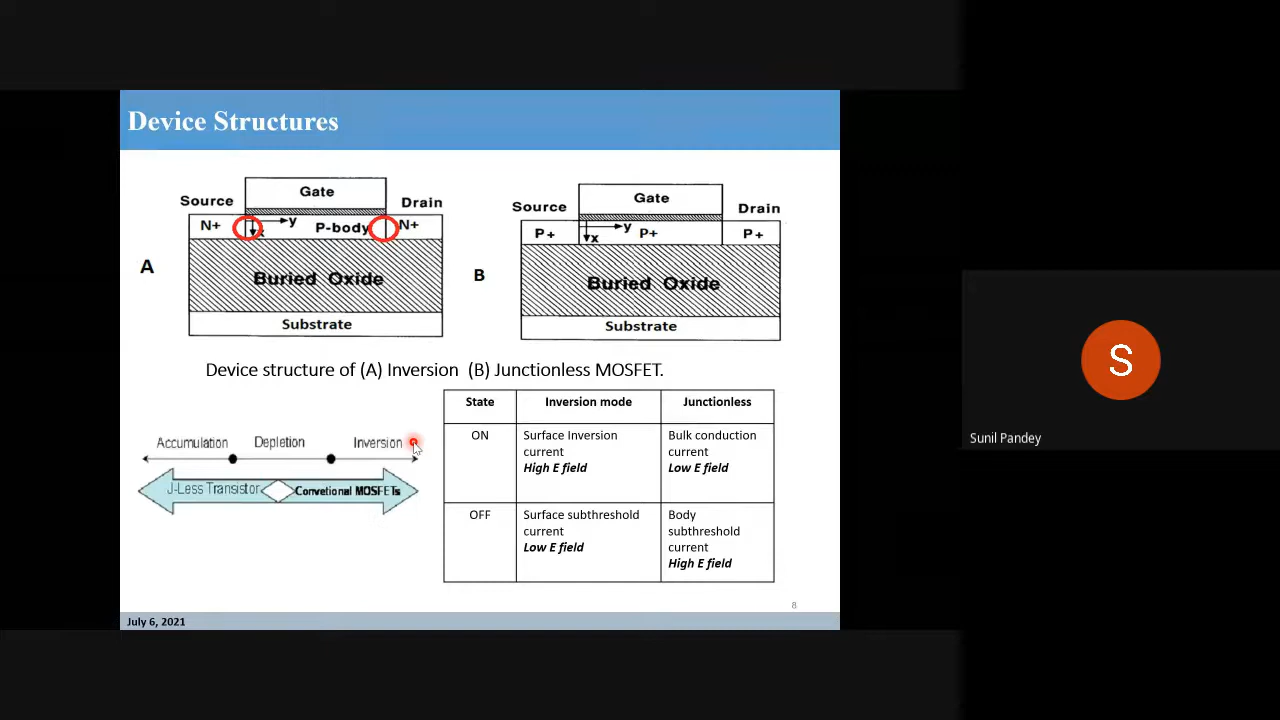 Device Structures
Gate
Source
Drain
N+
y
P-body
N+
x
Buried Oxide
Substrate
A
Gate
Source
Drain
P+
y
P+
P+
x
Buried Oxide
Substrate
B
Device structure of (A) Inversion (B) Junctionless MOSFET.
Accumulation Depletion Inversion
J-Less Transistor Convetional MOSFETs
State Inversion mode Junctionless
ON
Surface Inversion
current
High E field
Bulk conduction
current
Low E field
OFF
Surface subthreshold
current
Low E field
Body
subthreshold
current
High E field
8
July 6, 2021
S
Sunil Pandey